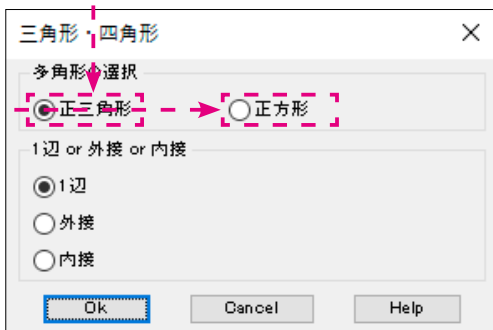 三角形・四角形
多角形の選択
正三角形 正方形
1辺 or 外接 or 内接
1辺
外接
内接
Ok Cancel Help